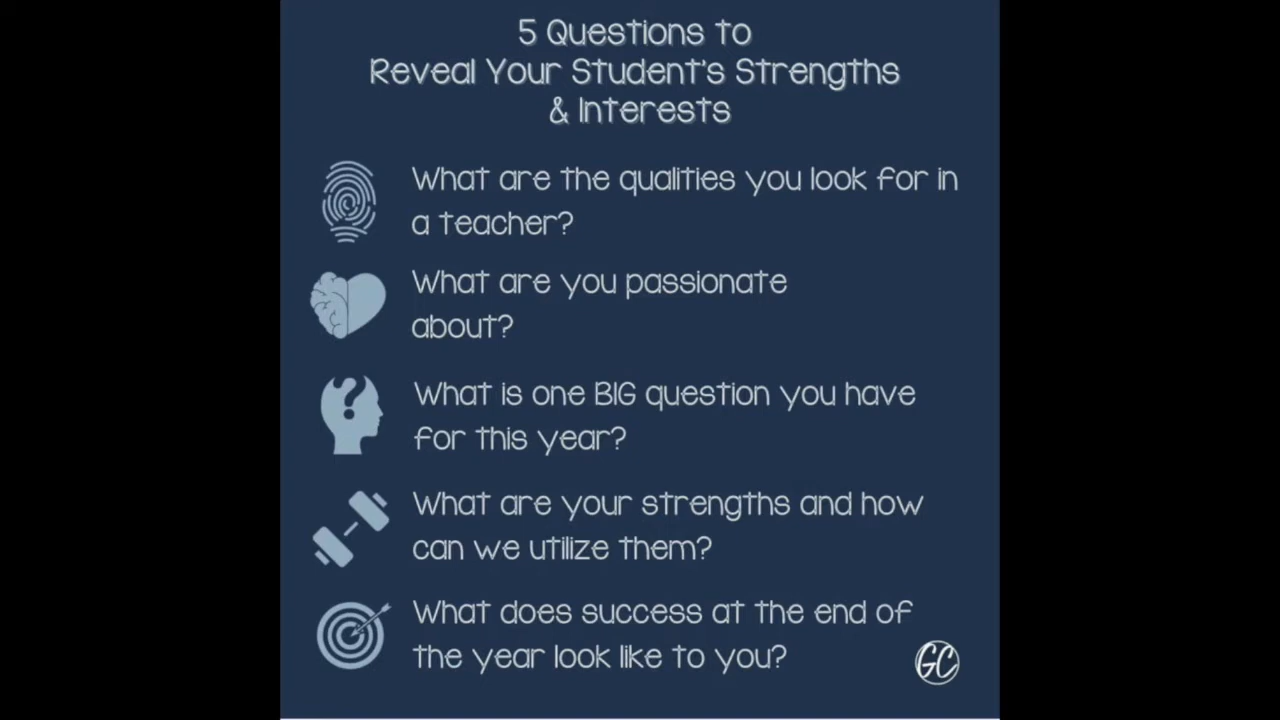 5 Questions to
Reveal Your Student's Strengths
& Interests
What are the qualities you look for in
a teacher?
What are you passionate
about?
?
What is one BIG question you have
for this year?
What are your strengths and how
can we utilize them?
What does success at the end of
the year look like to you?
GC